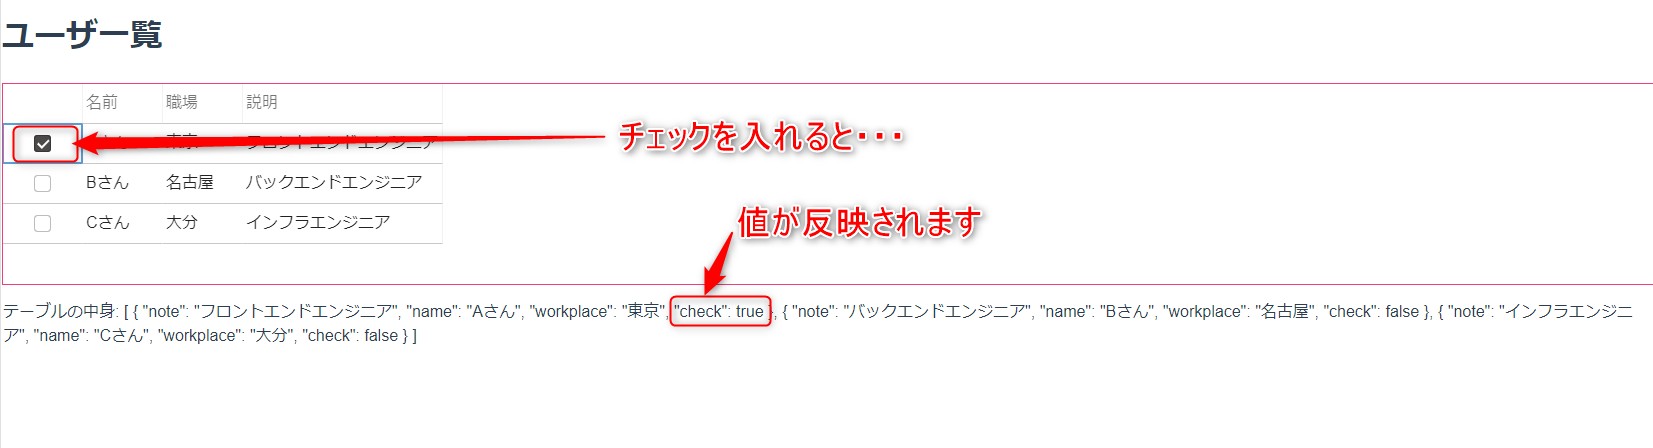 ユーザー覧
名前 職場 説明
チェックを入れると・・・
Bさん 名古屋 バックエンドエンジニア
Cさん 大分 インフラエンジニア
値が反映されます
テーブルの中身: [ { "note": "フロントエンドエンジニア", "name": "Aさん", "workplace": "東京", "check": true }, { "note": "バックエンドエンジニア", "name": "Bさん", "workplace": "名古屋", "check": false }, { "note": "インフラエンジニ
ア", "name": "Cさん", "workplace": "大分", "check": false } ]